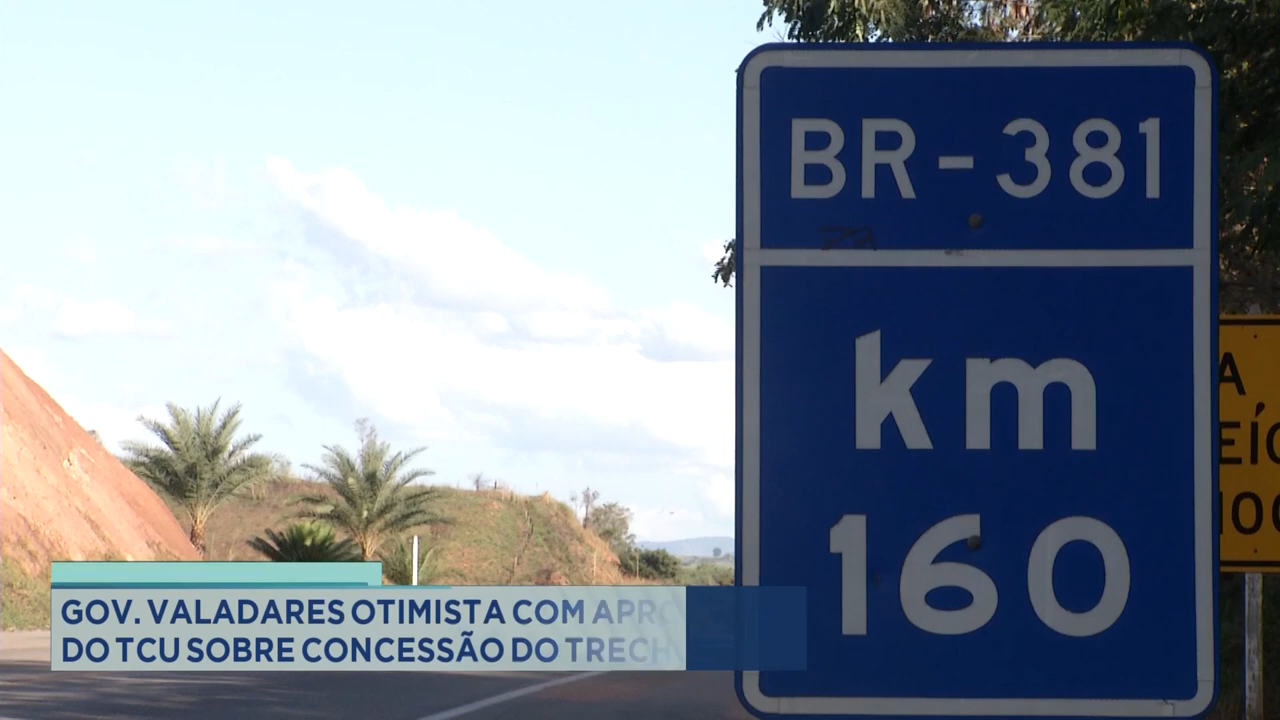 BR-381
km
160
A
GOV. VALADARES OTIMISTA COM
DO TCU SOBRE CONCESSÃO DO